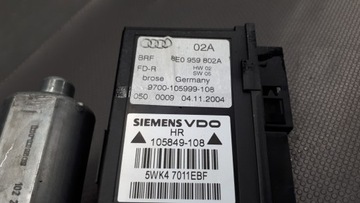 02A
BRF 8E0 959 802A
FD-R HW 02
SW 05
brose Germany
9700-105999-108
050 0009 04.11.2004
SIEMENS VDO
HR
105849-108
5WK4 7011EBF